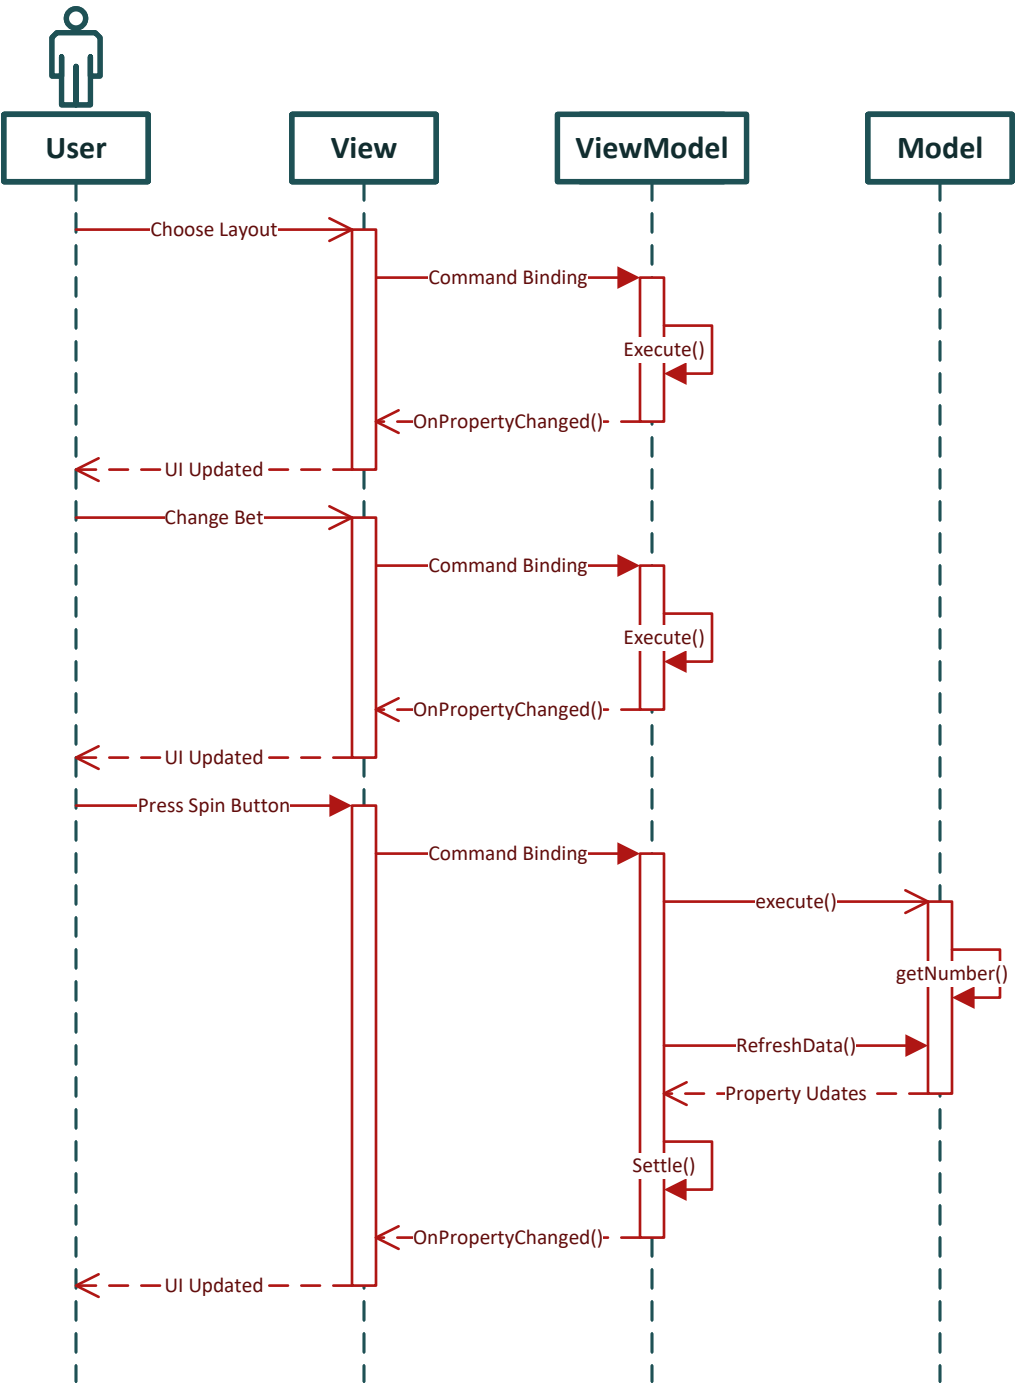 User
View
ViewModel
Model
Choose Layout
Command Binding
Execute()
OnPropertyChanged()
UI Updated
Change Bet
Command Binding
Execute()
OnPropertyChanged()
UI Updated
Press Spin Button
Command Binding
execute()
getNumber()
RefreshData()
Property Udates
Settle()
OnPropertyChanged()
UI Updated